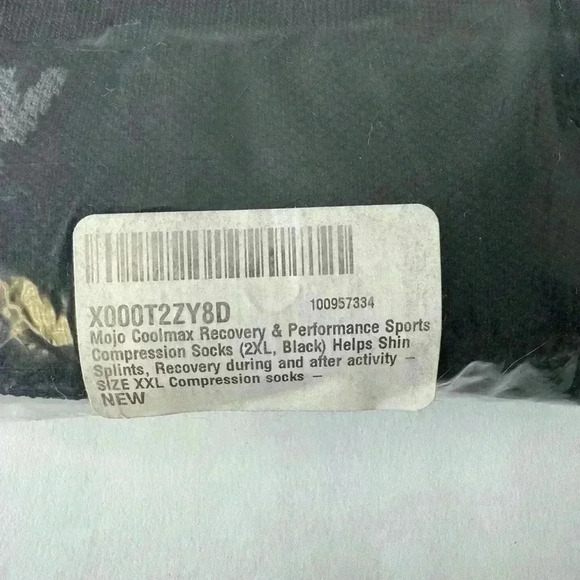 X000T2ZY8D 100957334
Mojo Coolmax Recovery & Performance Sports
Compression Socks (2XL, Black) Helps Shin
Splints, Recovery during and after activity –
SIZE XXL Compression socks –
NEW